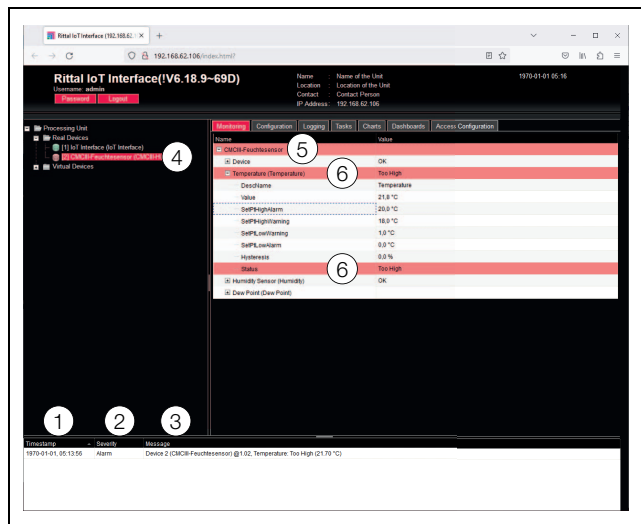 Rittal IoT Interface (192.168.62.1
192.168.62.106/index.html?
Rittal IoT Interface(!V6.18.9~69D)
Username: admin
Password Logout
Name : Name of the Unit
Location : Location of the Unit
Contact : Contact Person
IP Address: 192.168.62.106
1970-01-01 05:16
Processing Unit
Real Devices
[1] IoT Interface (IoT Interface)
[2] CMCIII-Feuchtesensor (CMCIII-H
Virtual Devices
4
Monitoring Configuration Logging Tasks Charts Dashboards Access Configuration
Name Value
CMCIII-Feuchtesensor
5
Device OK
Temperature (Temperature) Too High
6
DescName Temperature
Value 21,8 °C
SetPtHighAlarm 20,0 °C
SetPtHighWarning 18,0 °C
SetPtLowWarning 1,0 °C
SetPtLowAlarm 0,0 °C
Hysteresis 0,0 %
Status Too High
6
Humidity Sensor (Humidity) OK
Dew Point (Dew Point)
1 2 3
Timestamp Severity Message
1970-01-01, 05:13:56 Alarm Device 2 (CMCIII-Feuchtesensor) @1.02, Temperature: Too High (21.70 °C)